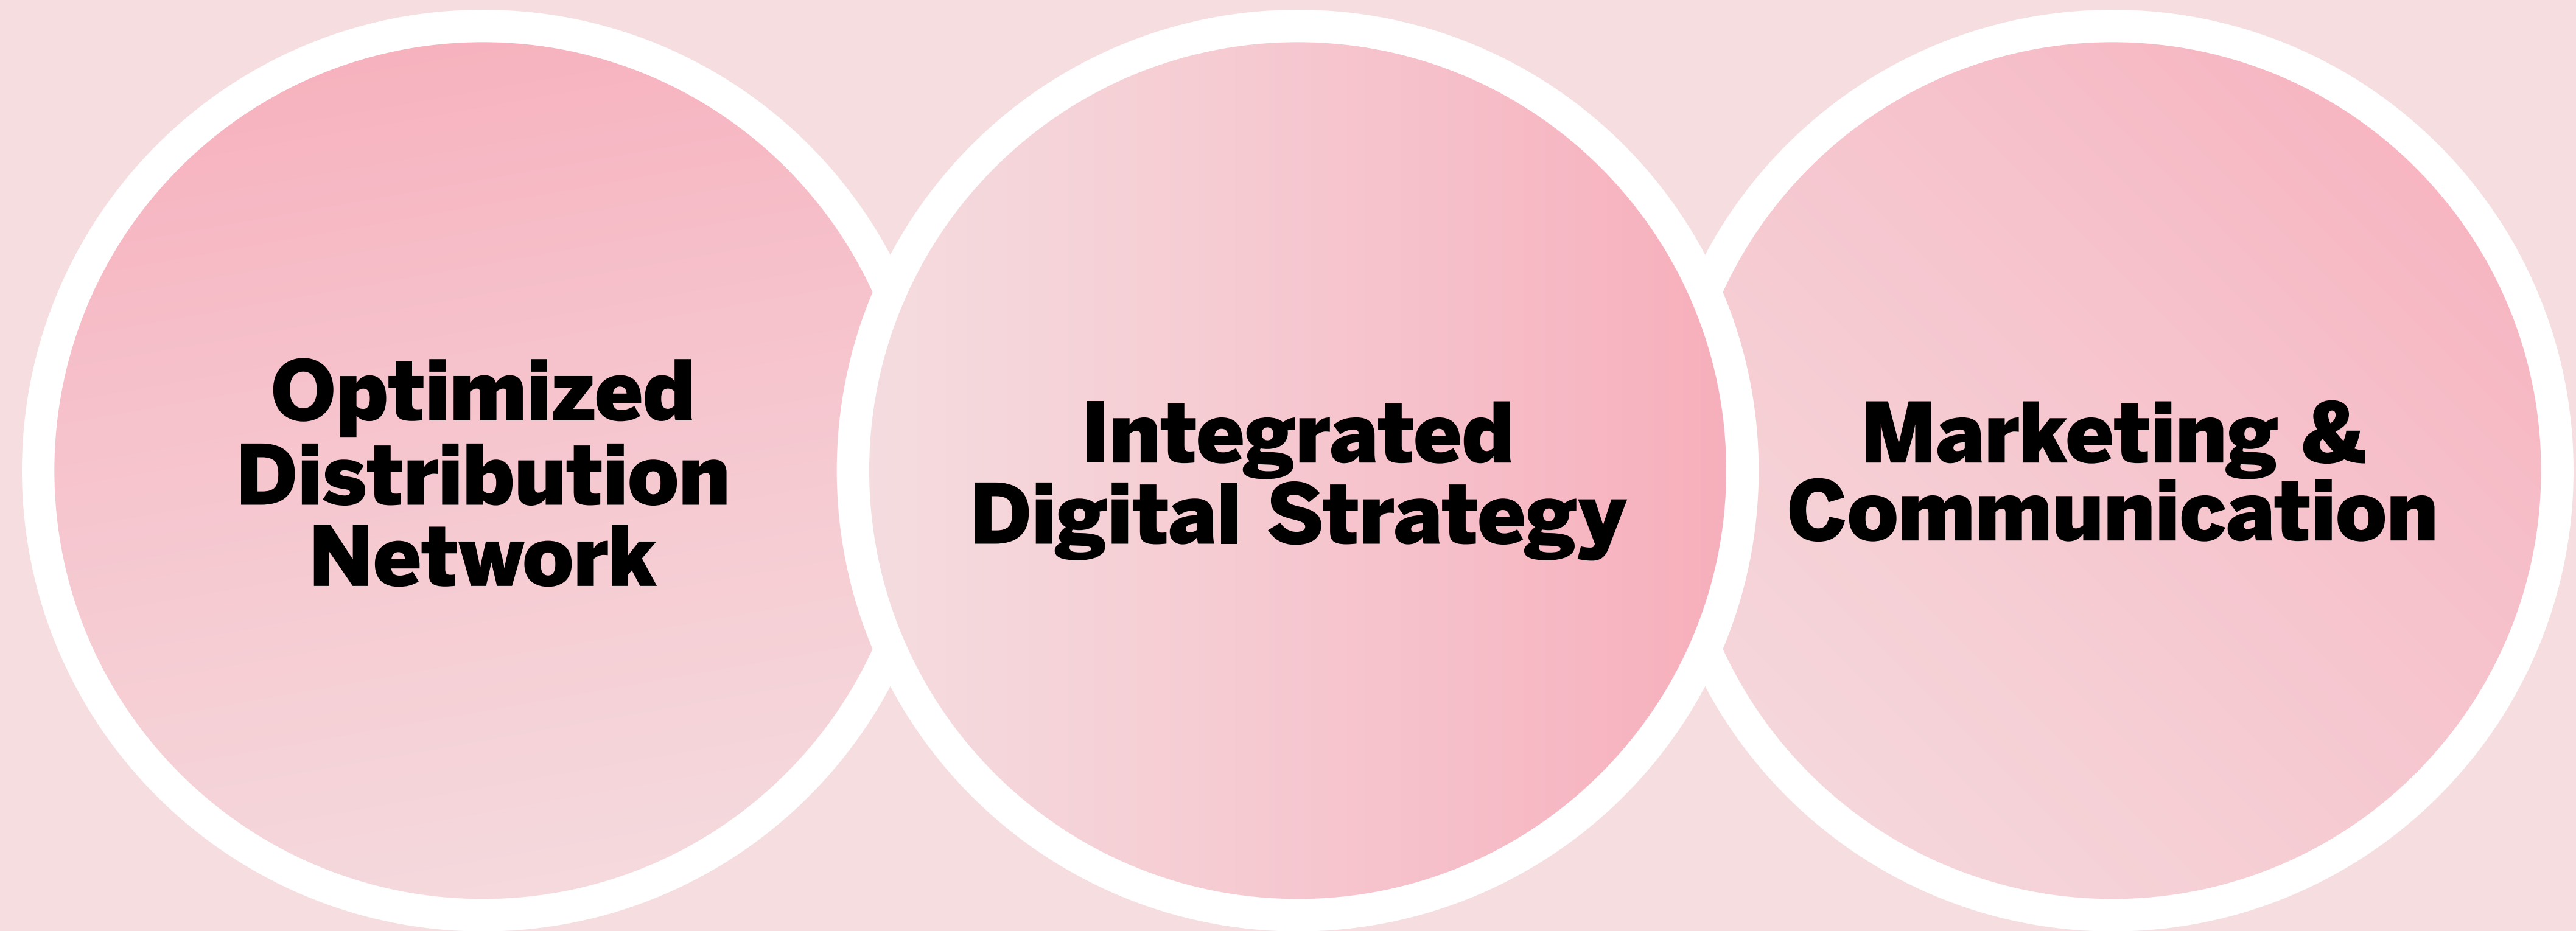 Optimized
Distribution
Network
Integrated
Digital Strategy
Marketing &
Communication